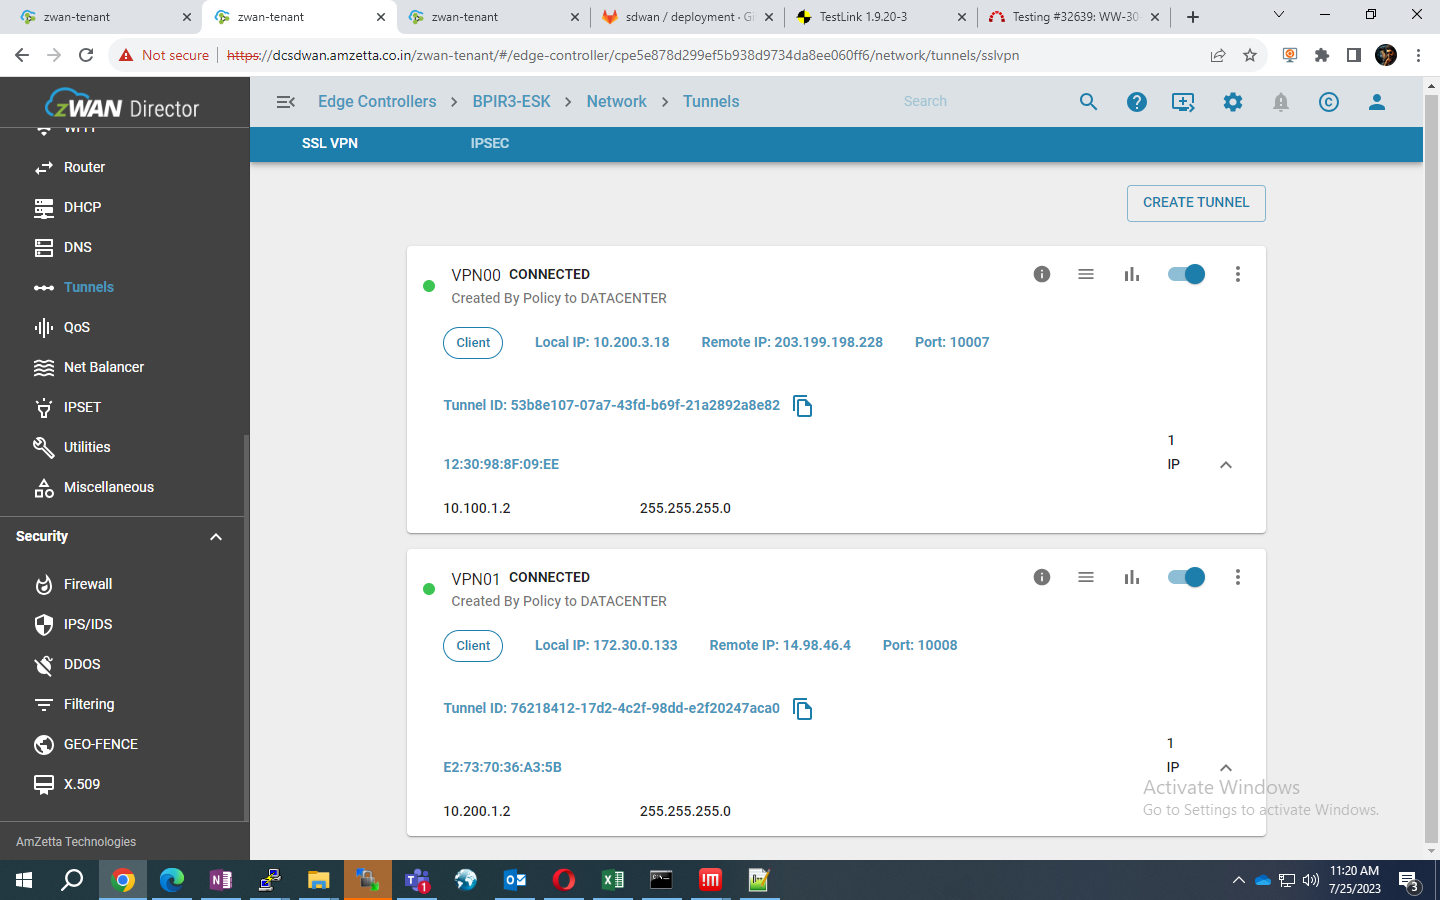 zwan-tenant
zwan-tenant
zwan-tenant
sdwan / deployment · Gi
TestLink 1.9.20-3
Testing #32639: WW-30-
Not secure
https://dcsdwan.amzetta.co.in/zwan-tenant/#/edge-controller/cpe5e878d299ef5b938d9734da8ee060ff6/network/tunnels/sslvpn
zWAN Director
Edge Controllers > BPIR3-ESK > Network > Tunnels
Search
SSL VPN
IPSEC
Router
DHCP
DNS
Tunnels
QoS
Net Balancer
IPSET
Utilities
Miscellaneous
Security
Firewall
IPS/IDS
DDOS
Filtering
GEO-FENCE
X.509
AmZetta Technologies
CREATE TUNNEL
VPN00 CONNECTED
Created By Policy to DATACENTER
Client
Local IP: 10.200.3.18
Remote IP: 203.199.198.228
Port: 10007
Tunnel ID: 53b8e107-07a7-43fd-b69f-21a2892a8e82
12:30:98:8F:09:EE
1
IP
10.100.1.2
255.255.255.0
VPN01 CONNECTED
Created By Policy to DATACENTER
Client
Local IP: 172.30.0.133
Remote IP: 14.98.46.4
Port: 10008
Tunnel ID: 76218412-17d2-4c2f-98dd-e2f20247aca0
E2:73:70:36:A3:5B
1
IP
10.200.1.2
255.255.255.0
Activate Windows
Go to Settings to activate Windows.
11:20 AM
7/25/2023
3